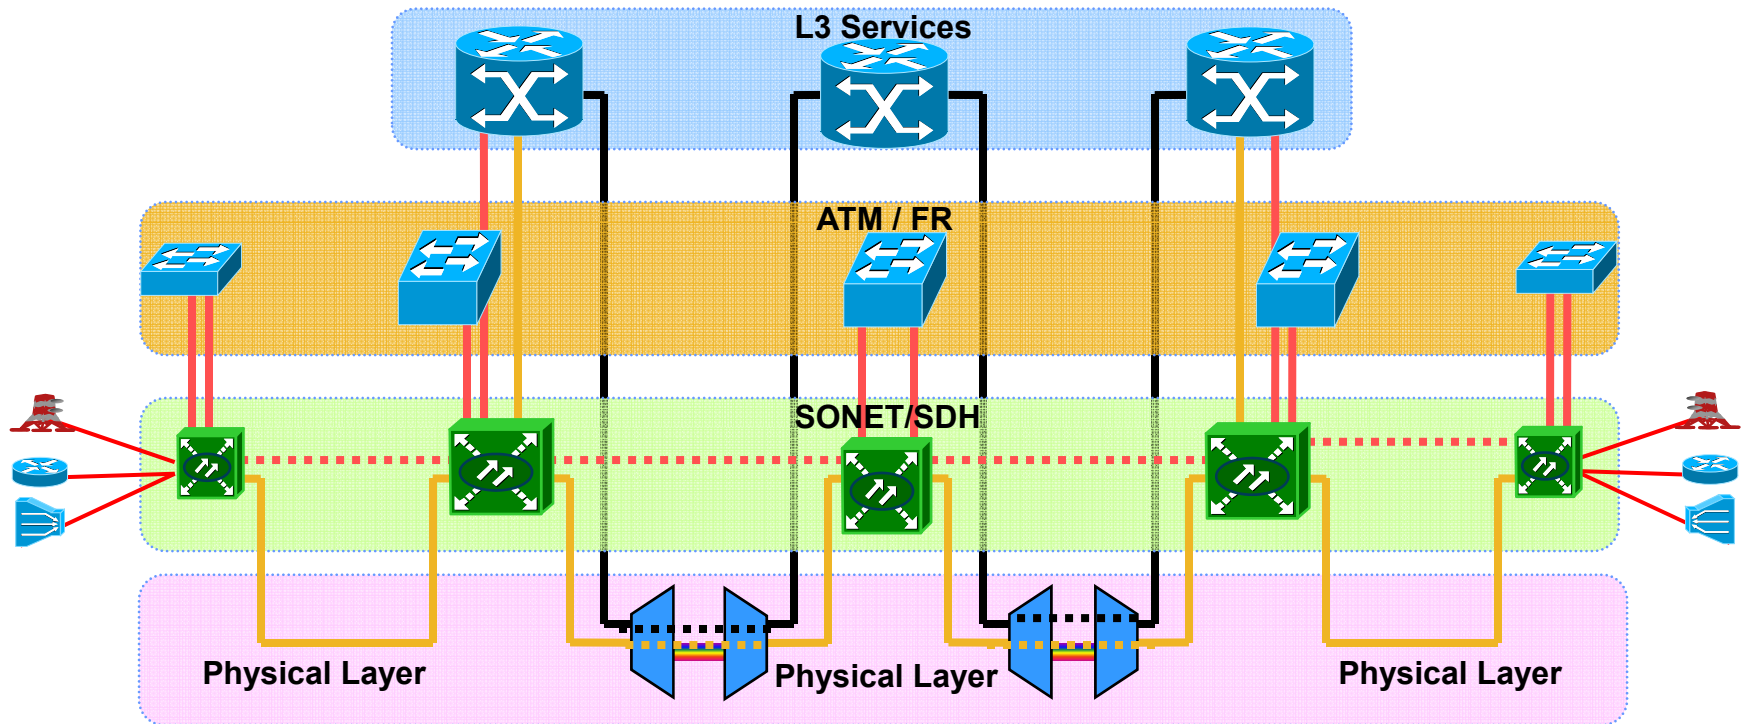 L3 Services
ATM / FR
SONET/SDH
Physical Layer
Physical Layer
Physical Layer